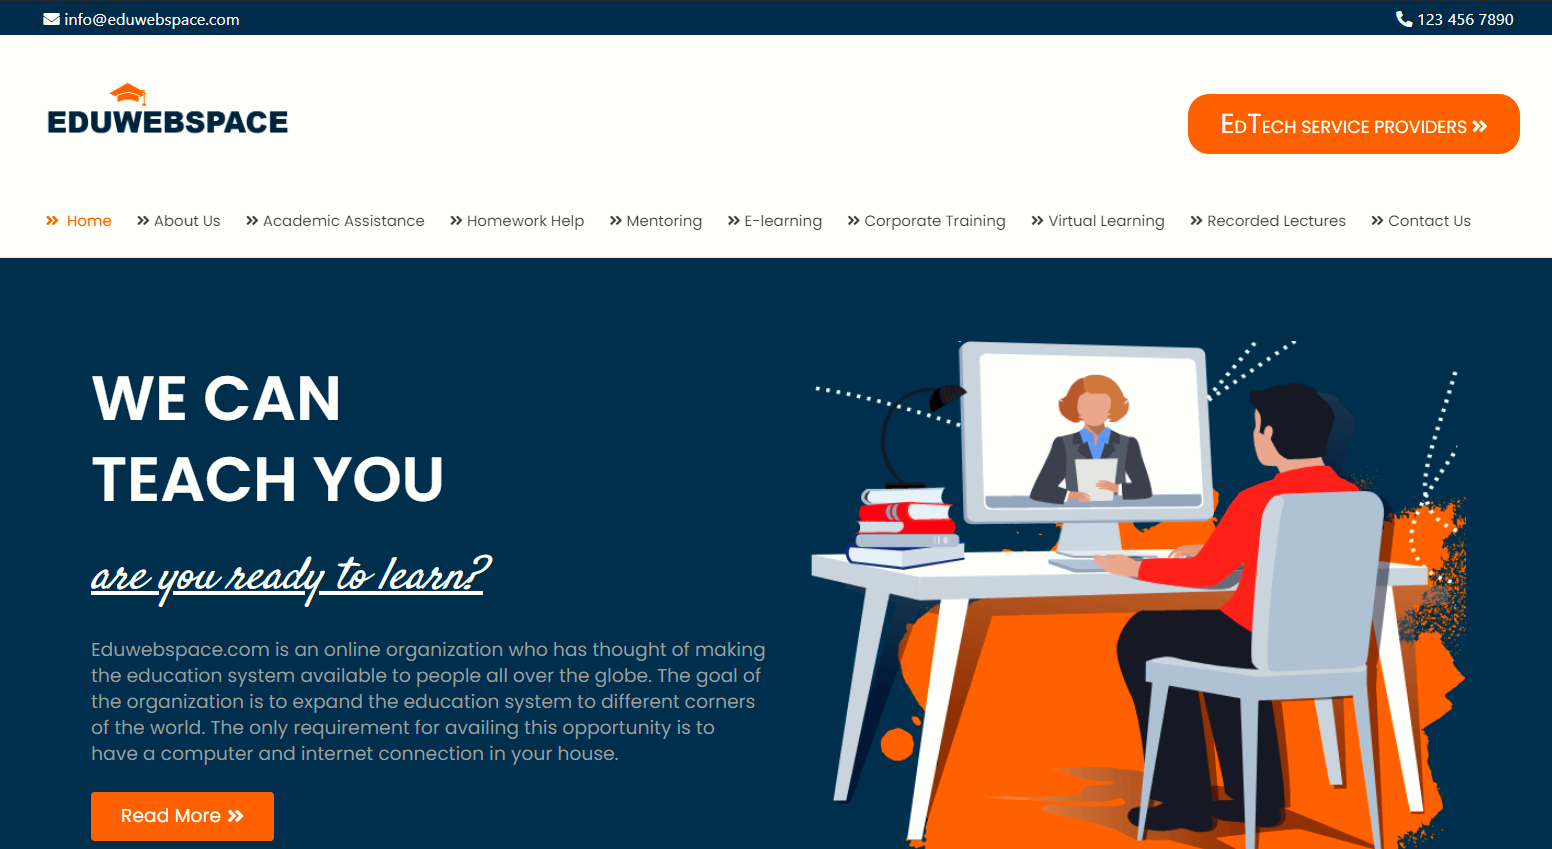 info@eduwebspace.com
123 456 7890
EDUWEBSPACE
EdTech service providers
Home
About Us
Academic Assistance
Homework Help
Mentoring
E-learning
Corporate Training
Virtual Learning
Recorded Lectures
Contact Us
WE CAN
TEACH YOU
are you ready to learn?
Eduwebspace.com is an online organization who has thought of making
the education system available to people all over the globe. The goal of
the organization is to expand the education system to different corners
of the world. The only requirement for availing this opportunity is to
have a computer and internet connection in your house.
Read More